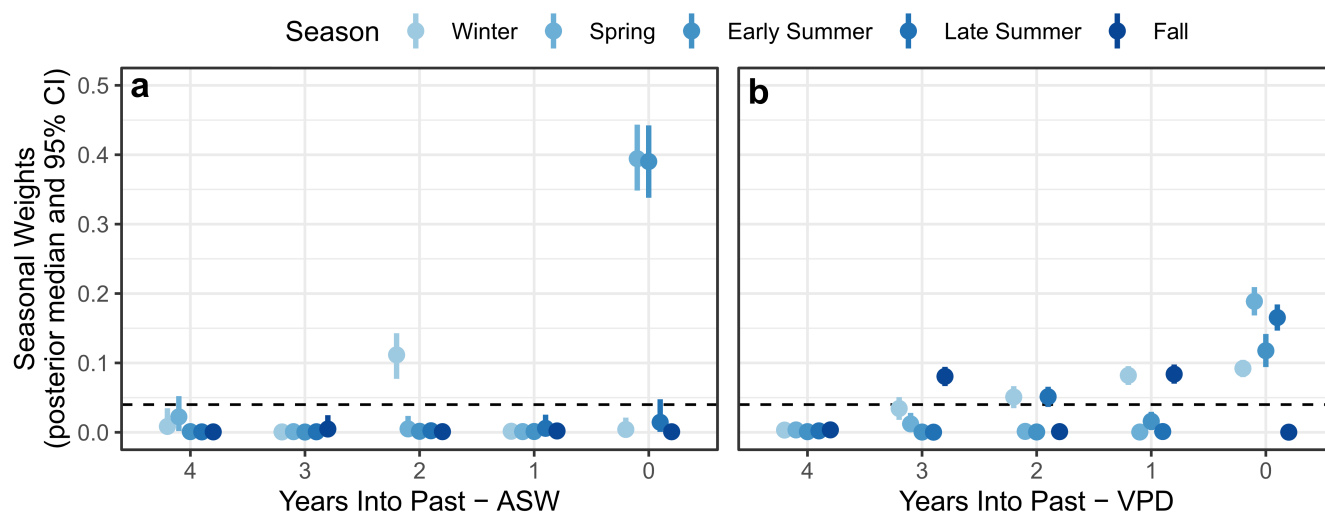 Season Winter Spring Early Summer Late Summer Fall
Seasonal Weights
(posterior median and 95% CI)
a
b
0.5
0.4
0.3
0.2
0.1
0.0
4 3 2 1 0
4 3 2 1 0
Years Into Past − ASW
Years Into Past − VPD